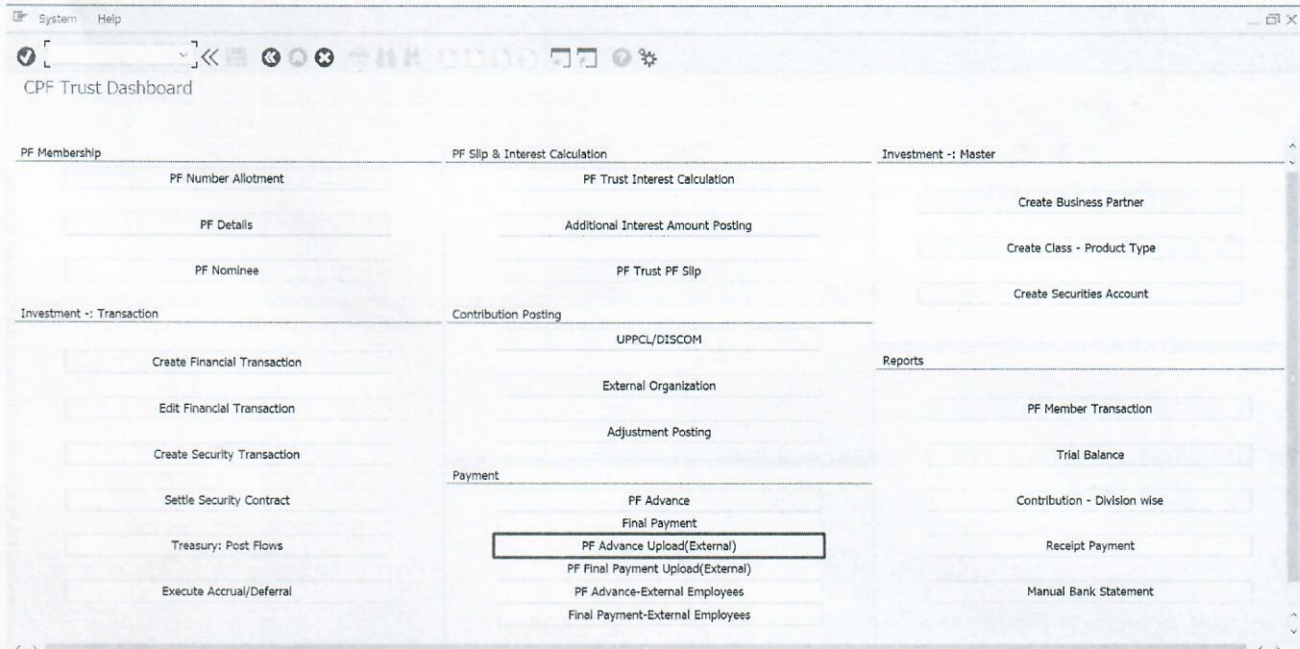 System Help
CPF Trust Dashboard
PF Membership
PF Number Allotment
PF Details
PF Nominee
Investment -: Transaction
Create Financial Transaction
Edit Financial Transaction
Create Security Transaction
Settle Security Contract
Treasury: Post Flows
Execute Accrual/Deferral
PF Slip & Interest Calculation
PF Trust Interest Calculation
Additional Interest Amount Posting
PF Trust PF Slip
Contribution Posting
UPPCL/DISCOM
External Organization
Adjustment Posting
Payment
PF Advance
Final Payment
PF Advance Upload(External)
PF Final Payment Upload(External)
PF Advance-External Employees
Final Payment-External Employees
Investment -: Master
Create Business Partner
Create Class - Product Type
Create Securities Account
Reports
PF Member Transaction
Trial Balance
Contribution - Division wise
Receipt Payment
Manual Bank Statement